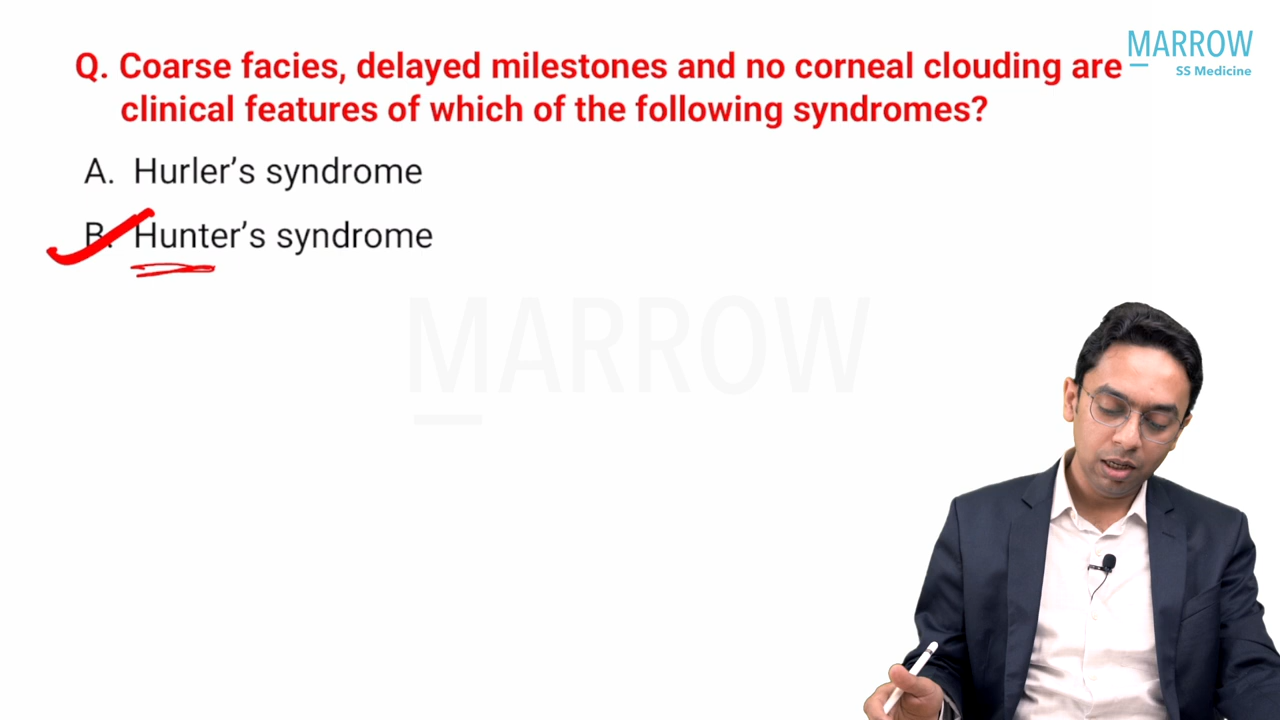 MARROW
SS Medicine
Q. Coarse facies, delayed milestones and no corneal clouding are
clinical features of which of the following syndromes?
A. Hurler’s syndrome
B. Hunter’s syndrome
MARROW